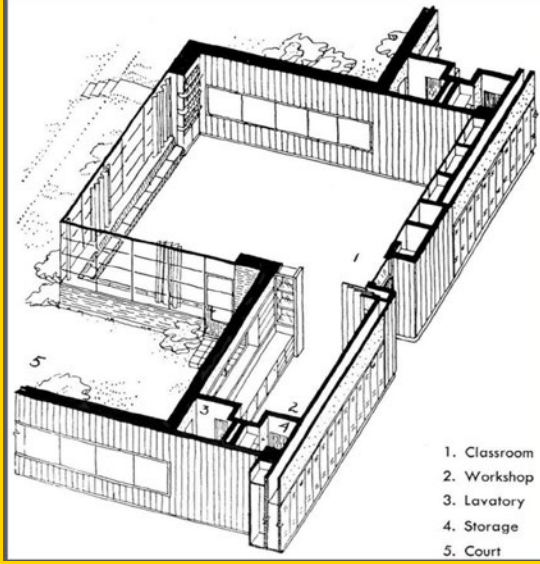 1
5
3
2
4
1. Classroom
2. Workshop
3. Lavatory
4. Storage
5. Court